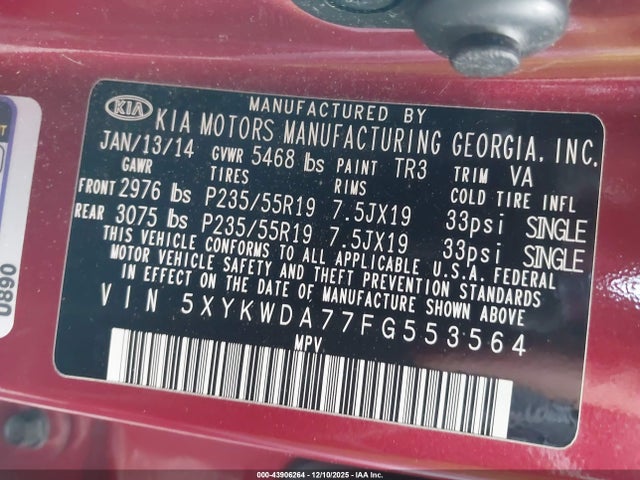 MANUFACTURED BY
KIA KIA MOTORS MANUFACTURING GEORGIA, INC.
JAN/13/14 GVWR 5468 lbs PAINT TR3 TRIM VA
GAWR TIRES RIMS COLD TIRE INFL
FRONT 2976 lbs P235/55R19 7.5JX19 33psi SINGLE
REAR 3075 lbs P235/55R19 7.5JX19 33psi SINGLE
THIS VEHICLE CONFORMS TO ALL APPLICABLE U.S.A. FEDERAL
MOTOR VEHICLE SAFETY AND THEFT PREVENTION STANDARDS
IN EFFECT ON THE DATE OF MANUFACTURE SHOWN ABOVE
VIN 5XYKWDA77FG553564
MPV
0890
000-43906264 - 12/10/2025 - IAA Inc.